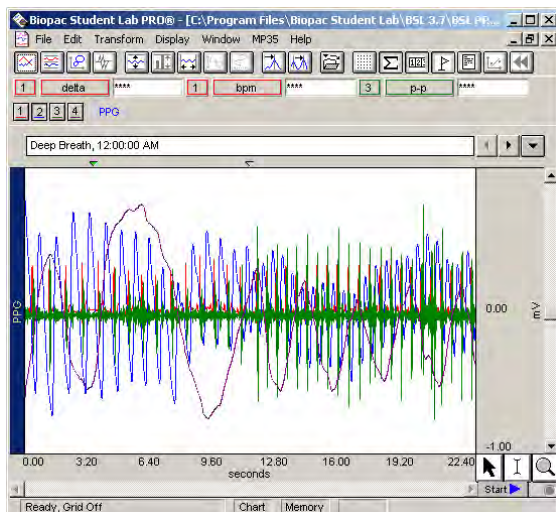 Biopac Student Lab PRO® - [C:\Program Files\Biopac Student Lab\BSL 3.7\BSL PP...
File Edit Transform Display Window MP35 Help
1 delta **** 1 bpm **** 3 p-p ****
1 2 3 4 PPG
Deep Breath, 12:00:00 AM
PPG
0.00
mV
-1.00
0.00 3.20 6.40 9.60 12.80 16.00 19.20 22.40
seconds
Start
Ready, Grid Off Chart Memory